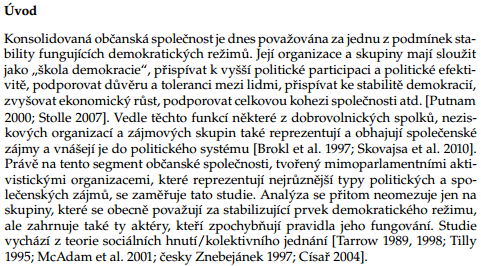 Úvod
Konsolidovaná občanská společnost je dnes považována za jednu z podmínek sta-
bility fungujících demokratických režimů. Její organizace a skupiny mají sloužit
jako „škola demokracie“, přispívat k vyšší politické participaci a politické efekti-
vitě, podporovat důvěru a toleranci mezi lidmi, přispívat ke stabilitě demokracií,
zvyšovat ekonomický růst, podporovat celkovou kohezi společnosti atd. [Putnam
2000; Stolle 2007]. Vedle těchto funkcí některé z dobrovolnických spolků, nezis-
kových organizací a zájmových skupin také reprezentují a obhajují společenské
zájmy a vnášejí je do politického systému [Brokl et al. 1997; Skovajsa et al. 2010].
Právě na tento segment občanské společnosti, tvořený mimoparlamentními akti-
vistickými organizacemi, které reprezentují nejrůznější typy politických a spo-
lečenských zájmů, se zaměřuje tato studie. Analýza se přitom neomezuje jen na
skupiny, které se obecně považují za stabilizující prvek demokratického režimu,
ale zahrnuje také ty aktéry, kteří zpochybňují pravidla jeho fungování. Studie
vychází z teorie sociálních hnutí/kolektivního jednání [Tarrow 1989, 1998; Tilly
1995; McAdam et al. 2001; česky Znebejánek 1997; Císař 2004].